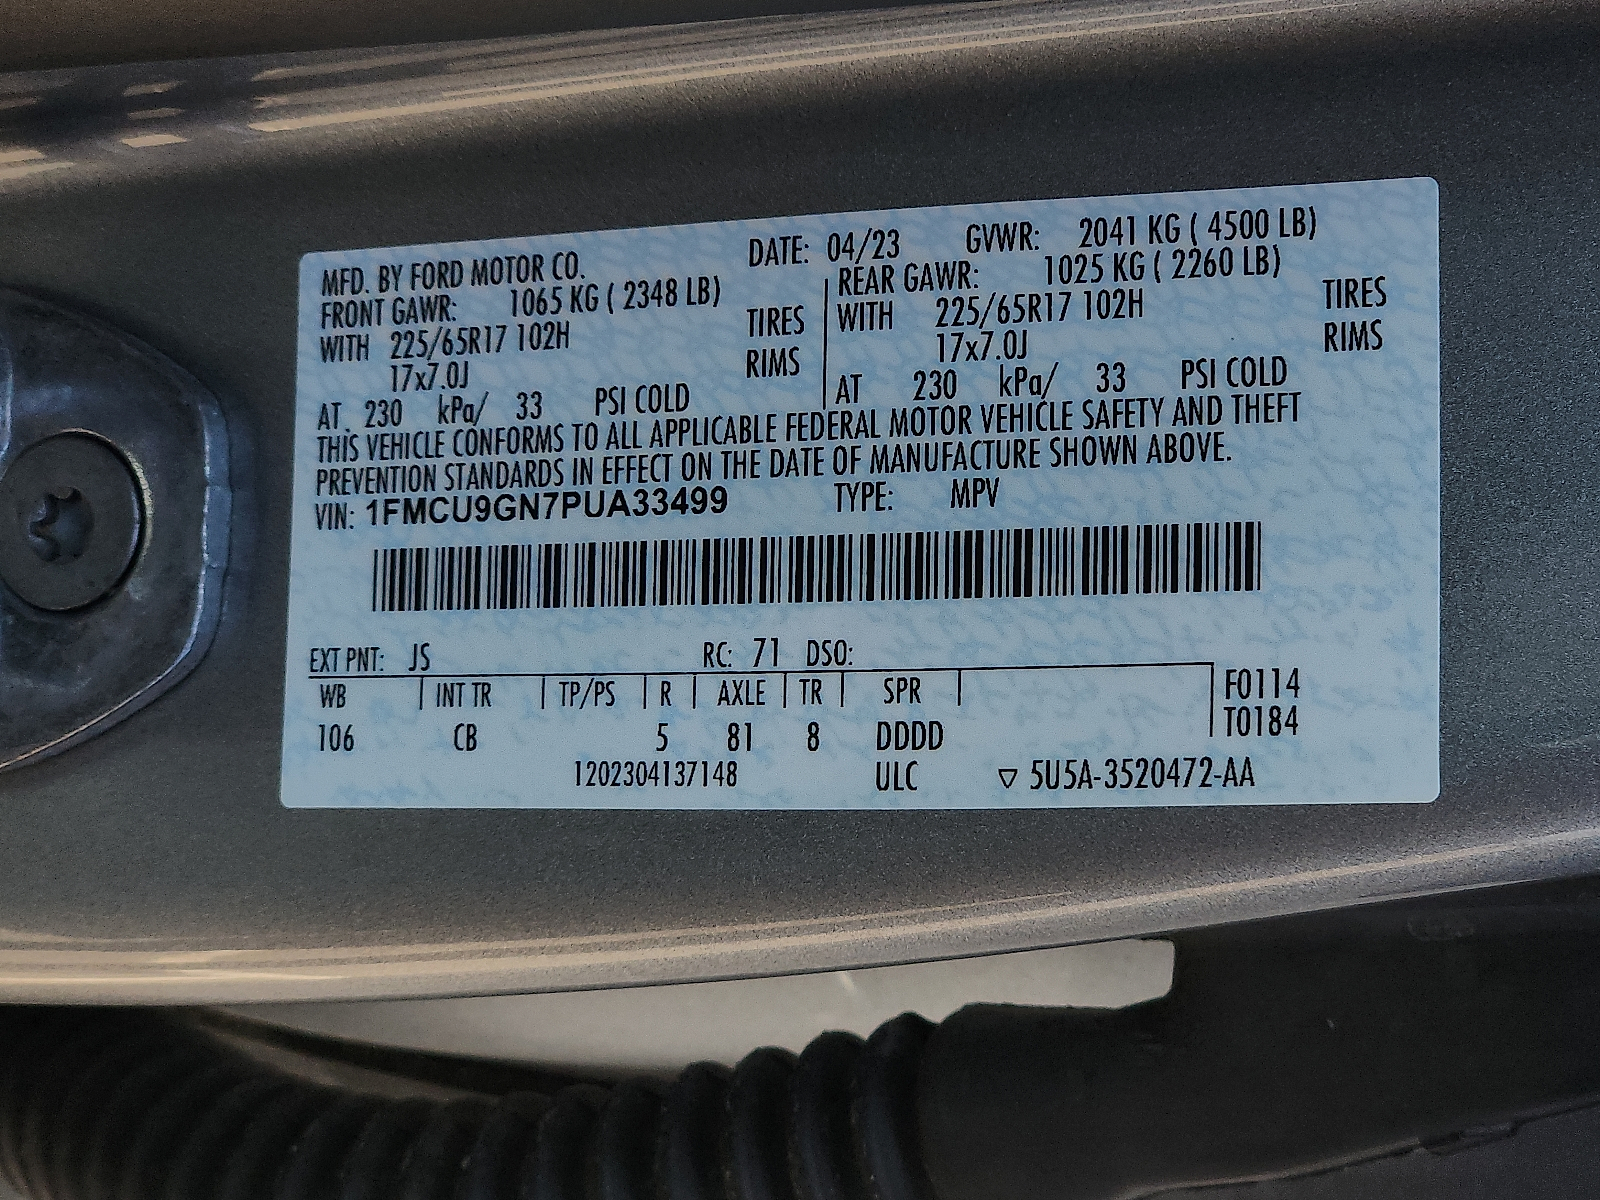 MFD. BY FORD MOTOR CO. DATE: 04/23 GVWR: 2041 KG ( 4500 LB)
FRONT GAWR: 1065 KG ( 2348 LB) REAR GAWR: 1025 KG ( 2260 LB)
WITH 225/65R17 102H TIRES WITH 225/65R17 102H TIRES
17x7.0J RIMS 17x7.0J RIMS
AT 230 kPa/ 33 PSI COLD AT 230 kPa/ 33 PSI COLD
THIS VEHICLE CONFORMS TO ALL APPLICABLE FEDERAL MOTOR VEHICLE SAFETY AND THEFT
PREVENTION STANDARDS IN EFFECT ON THE DATE OF MANUFACTURE SHOWN ABOVE.
VIN: 1FMCU9GN7PUA33499 TYPE: MPV
EXT PNT: JS RC: 71 DSO:
WB INT TR TP/PS R AXLE TR SPR F0114
106 CB 5 81 8 DDDD T0184
1202304137148 ULC ▽ 5U5A-3520472-AA